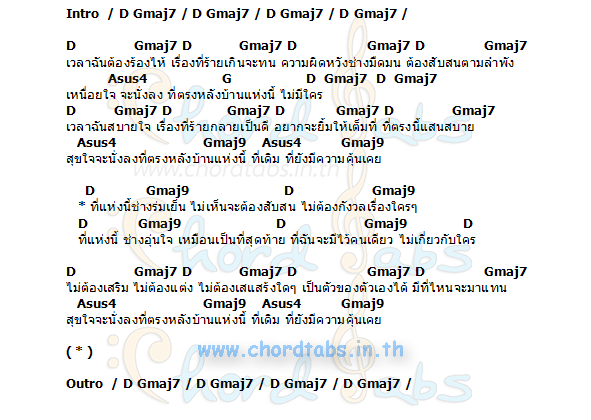 Intro / D Gmaj7 / D Gmaj7 / D Gmaj7 / D Gmaj7 /
D Gmaj7 D Gmaj7 D Gmaj7 D Gmaj7
เวลาฉันต้องร้องไห้ เรื่องที่ร้ายเกินจะทน ความผิดหวังช่างมืดมน ต้องสับสนตามลำพัง
Asus4 G D Gmaj7 D Gmaj7
เหนื่อยใจ จะนั่งลง ที่ตรงหลังบ้านแห่งนี้ ไม่มีใคร
D Gmaj7 D Gmaj7 D Gmaj7 D Gmaj7
เวลาฉันสบายใจ เรื่องที่ร้ายกลายเป็นดี อยากจะยิ้มให้เต็มที่ ที่ตรงนี้แสนสบาย
Asus4 Gmaj9 Asus4 Gmaj9
สุขใจจะนั่งลงที่ตรงหลังบ้านแห่งนี้ ที่เดิม ที่ยังมีความคุ้นเคย
www.chordtabs.in.th
D Gmaj9 D Gmaj9
* ที่แห่งนี้ช่างร่มเย็น ไม่เห็นจะต้องสับสน ไม่ต้องกังวลเรื่องใดๆ
D Gmaj9 D Gmaj9 D
ที่แห่งนี้ ช่างอุ่นใจ เหมือนเป็นที่สุดท้าย ที่ฉันจะมีไว้คนเดียว ไม่เกี่ยวกับใคร
D Gmaj7 D Gmaj7 D Gmaj7 D Gmaj7
ไม่ต้องเสริม ไม่ต้องแต่ง ไม่ต้องเสแสร้งใดๆ เป็นตัวของตัวเองได้ มีที่ไหนจะมาแทน
Asus4 Gmaj9 Asus4 Gmaj9
สุขใจจะนั่งลงที่ตรงหลังบ้านแห่งนี้ ที่เดิม ที่ยังมีความคุ้นเคย
( * )
www.chordtabs.in.th
Outro / D Gmaj7 / D Gmaj7 / D Gmaj7 / D Gmaj7 /